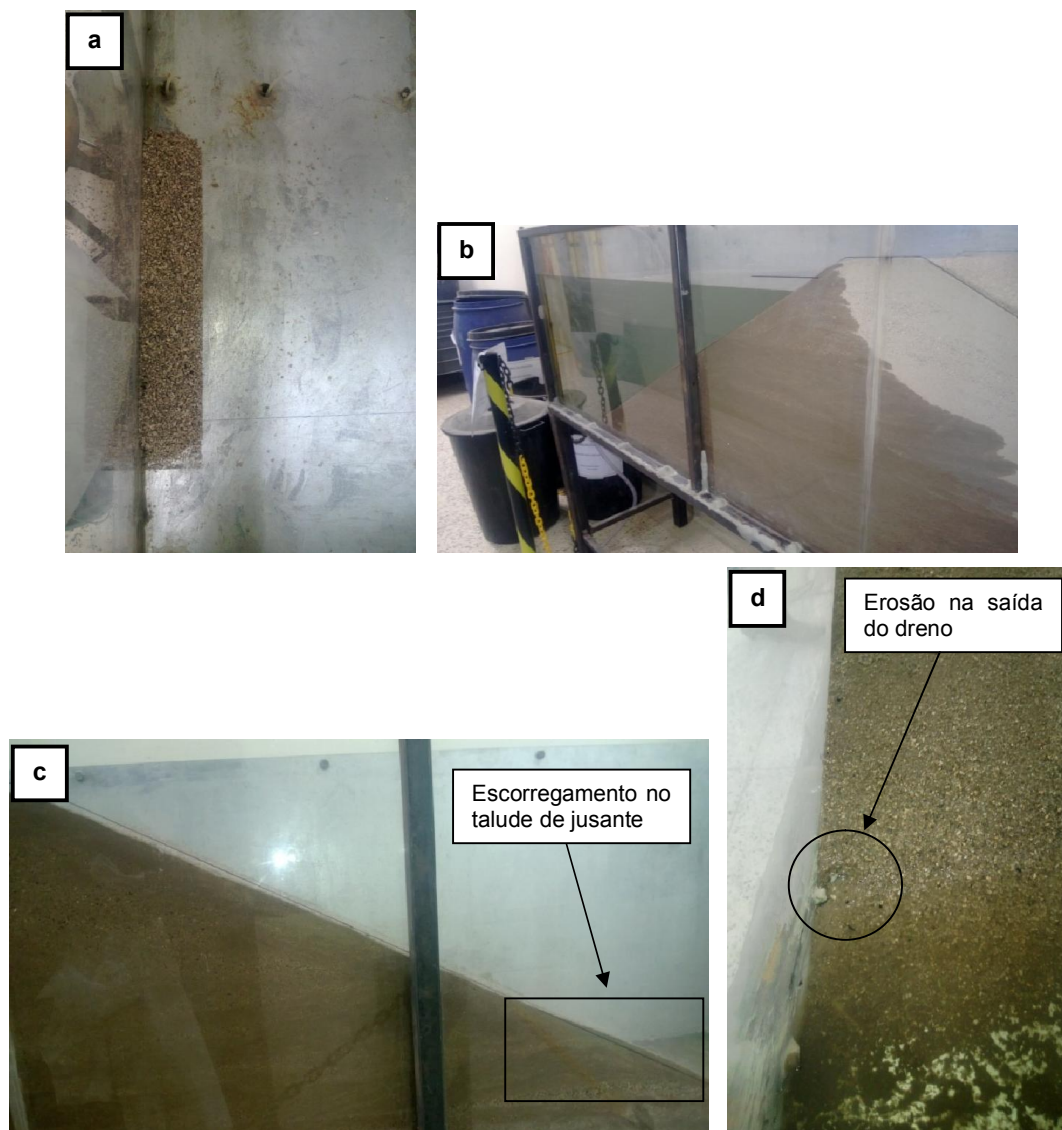 a
b
d
Erosão na saída
do dreno
c
Escorregamento no
talude de jusante